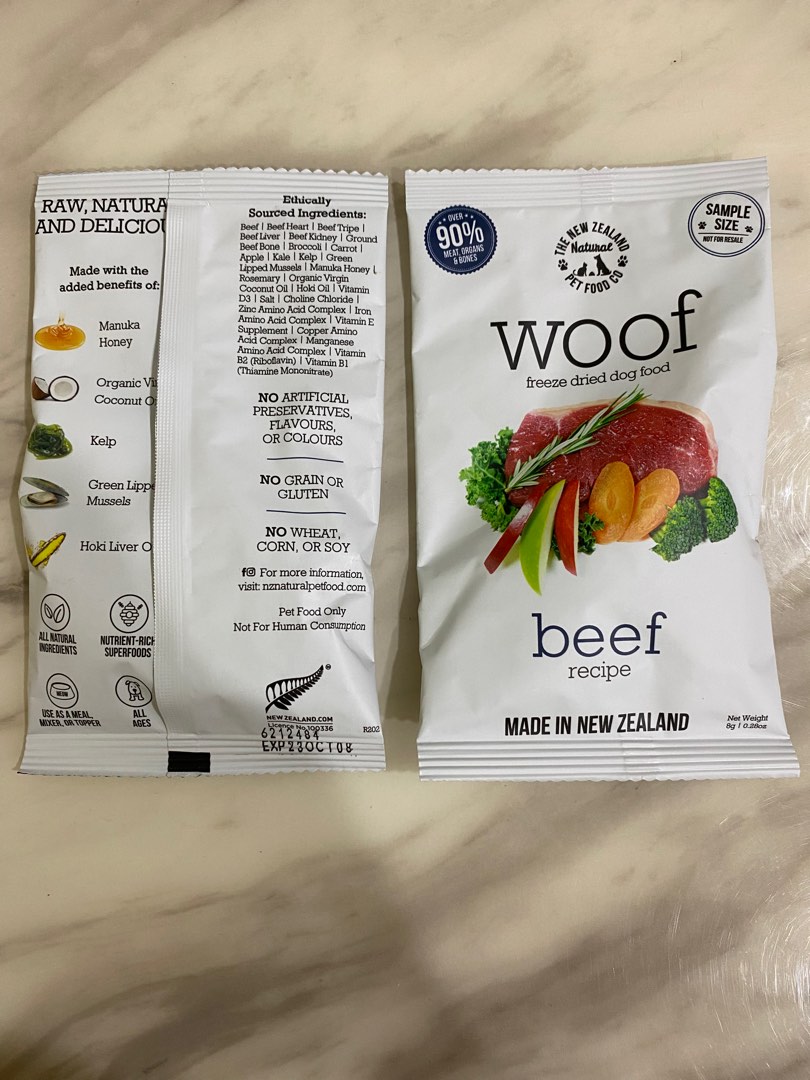 RAW, NATURA
AND DELICIOU
Made with the
added benefits of:
Manuka
Honey
Organic Vi
Coconut O
Kelp
Green Lipp
Mussels
Hoki Liver O
ALL NATURAL
INGREDIENTS
NUTRIENT-RICH
SUPERFOODS
MEOW
USE AS A MEAL,
MIXER, OR TOPPER
ALL
AGES
Ethically
Sourced Ingredients:
Beef | Beef Heart | Beef Tripe |
Beef Liver | Beef Kidney | Ground
Beef Bone | Broccoli | Carrot |
Apple | Kale | Kelp | Green
Lipped Mussels | Manuka Honey |
Rosemary | Organic Virgin
Coconut Oil | Hoki Oil | Vitamin
D3 | Salt | Choline Chloride |
Zinc Amino Acid Complex | Iron
Amino Acid Complex | Vitamin E
Supplement | Copper Amino
Acid Complex | Manganese
Amino Acid Complex | Vitamin
B2 (Riboflavin) | Vitamin B1
(Thiamine Mononitrate)
NO ARTIFICIAL
PRESERVATIVES,
FLAVOURS,
OR COLOURS
NO GRAIN OR
GLUTEN
NO WHEAT,
CORN, OR SOY
For more information,
visit: nznaturalpetfood.com
Pet Food Only
Not For Human Consumption
NEWZEALAND.COM
Licence No.100336
R202
6212484
EXP23OCT08
OVER
90%
MEAT, ORGANS
& BONES
THE NEW ZEALAND
Natural
PET FOOD CO
SAMPLE
SIZE
NOT FOR RESALE
woof
freeze dried dog food
beef
recipe
MADE IN NEW ZEALAND
Net Weight
8g | 0.28oz